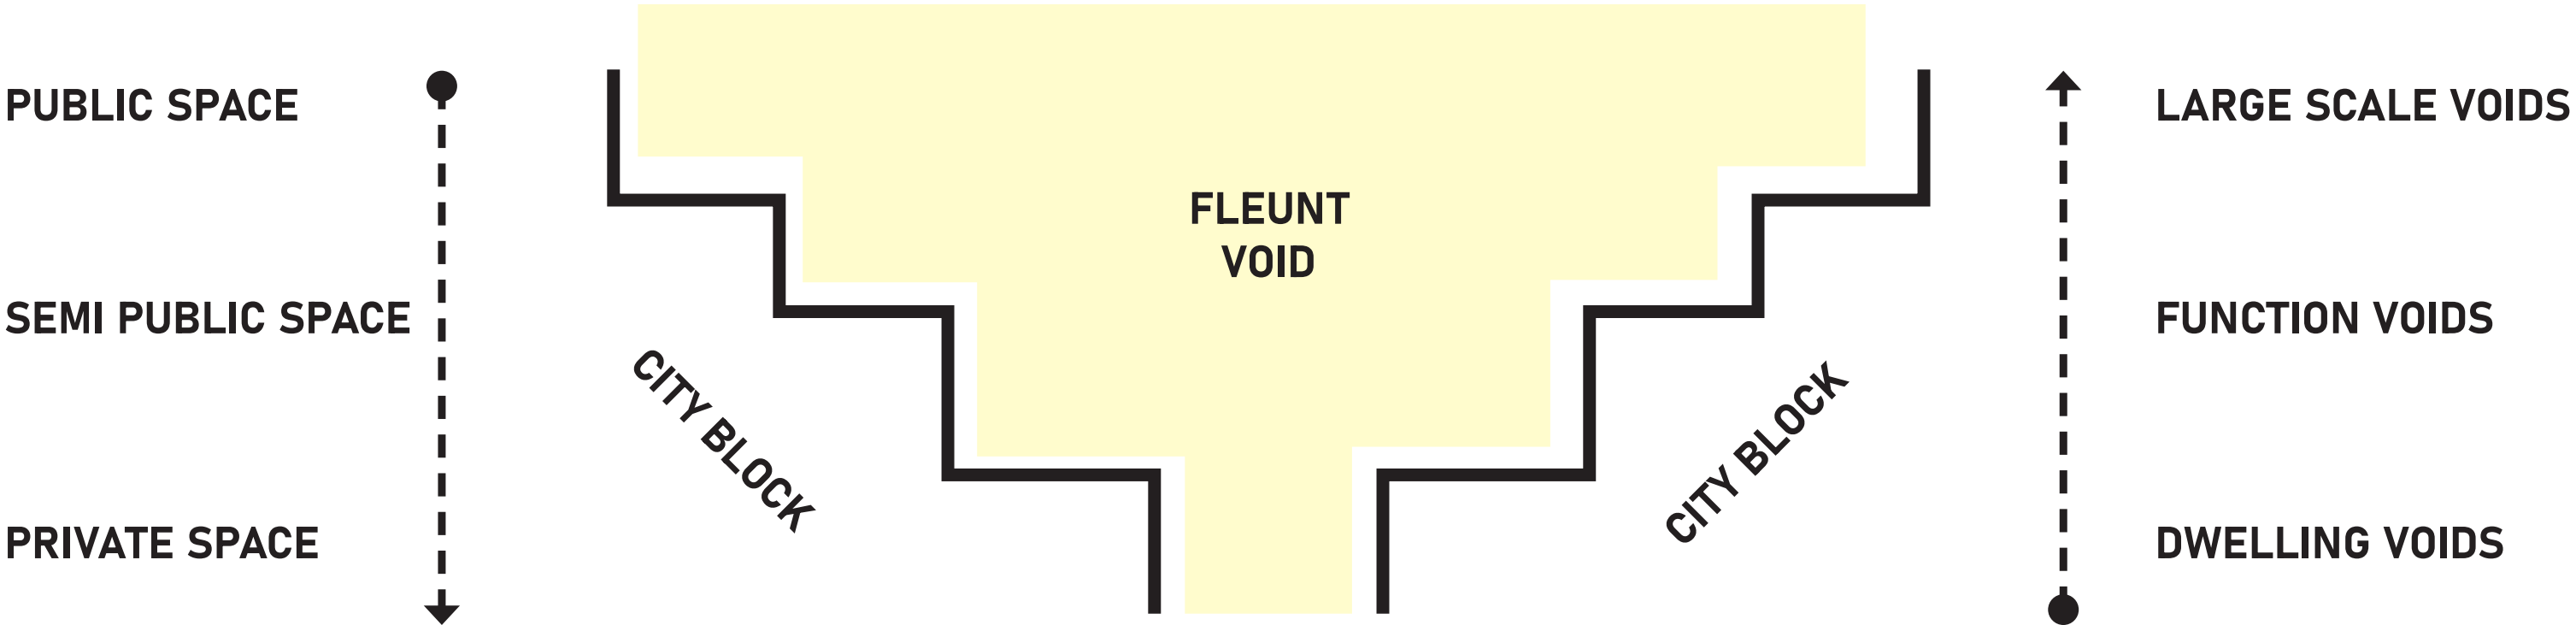 PUBLIC SPACE
SEMI PUBLIC SPACE
PRIVATE SPACE
FLEUNT
VOID
CITY BLOCK
CITY BLOCK
LARGE SCALE VOIDS
FUNCTION VOIDS
DWELLING VOIDS